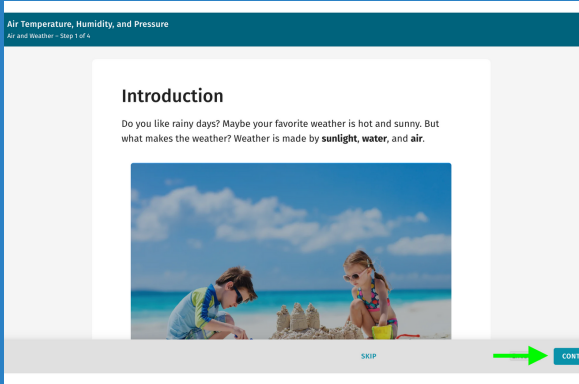 Air Temperature, Humidity, and Pressure
Air and Weather – Step 1 of 4
Introduction
Do you like rainy days? Maybe your favorite weather is hot and sunny. But
what makes the weather? Weather is made by sunlight, water, and air.
SKIP
CONT